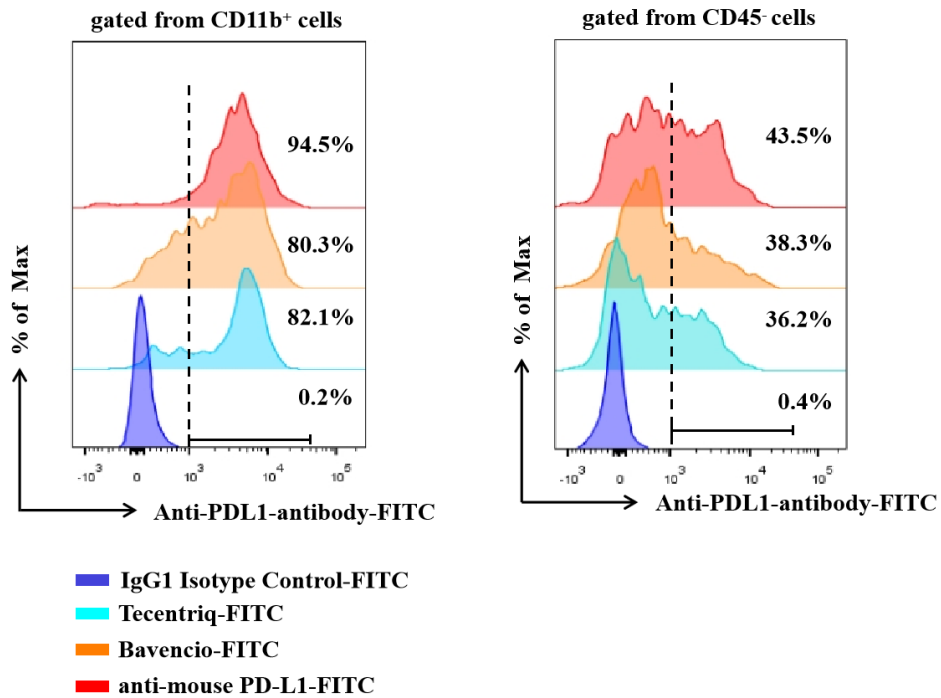 gated from CD11b⁺ cells
94.5%
80.3%
82.1%
0.2%
% of Max
-10³ 0 10³ 10⁴ 10⁵
Anti-PDL1-antibody-FITC
gated from CD45⁻ cells
43.5%
38.3%
36.2%
0.4%
% of Max
-10³ 0 10³ 10⁴ 10⁵
Anti-PDL1-antibody-FITC
IgG1 Isotype Control-FITC
Tecentriq-FITC
Bavencio-FITC
anti-mouse PD-L1-FITC